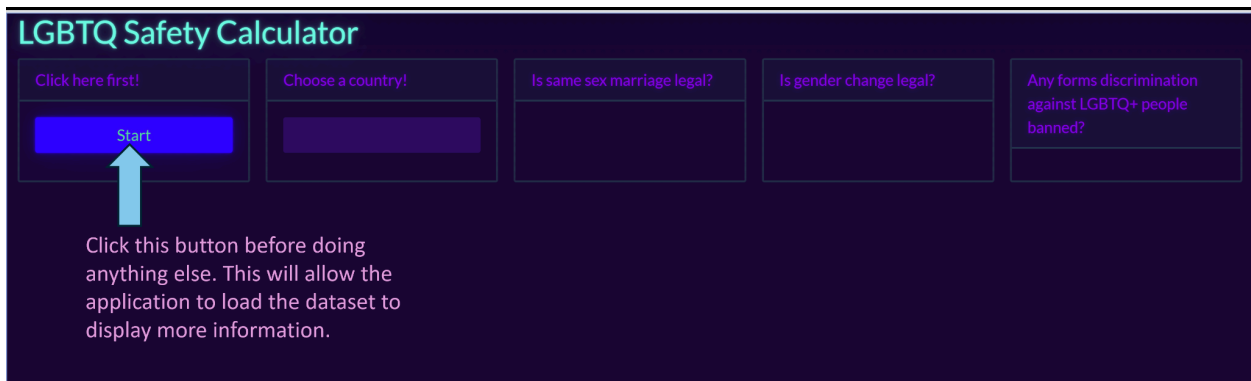 LGBTQ Safety Calculator
Click here first!
Start
Choose a country!
Is same sex marriage legal?
Is gender change legal?
Any forms discrimination
against LGBTQ+ people
banned?
Click this button before doing
anything else. This will allow the
application to load the dataset to
display more information.